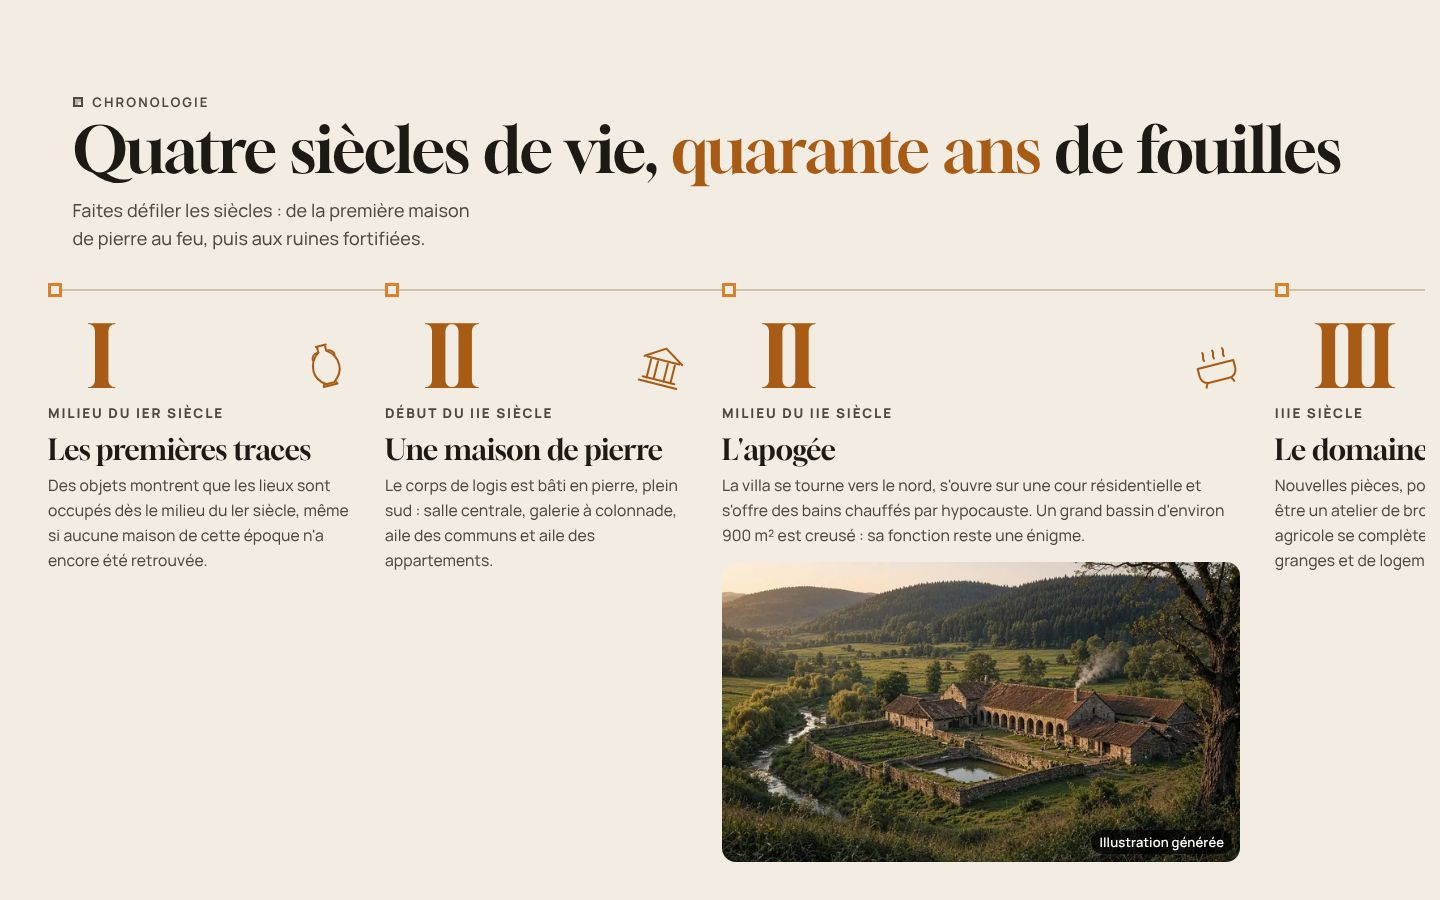 CHRONOLOGIE
Quatre siècles de vie, quarante ans de fouilles
Faites défiler les siècles : de la première maison
de pierre au feu, puis aux ruines fortifiées.
I
MILIEU DU IER SIÈCLE
Les premières traces
Des objets montrent que les lieux sont
occupés dès le milieu du Ier siècle, même
si aucune maison de cette époque n'a
encore été retrouvée.
II
DÉBUT DU IIE SIÈCLE
Une maison de pierre
Le corps de logis est bâti en pierre, plein
sud : salle centrale, galerie à colonnade,
aile des communs et aile des
appartements.
II
MILIEU DU IIE SIÈCLE
L'apogée
La villa se tourne vers le nord, s'ouvre sur une cour résidentielle et
s'offre des bains chauffés par hypocauste. Un grand bassin d'environ
900 m² est creusé : sa fonction reste une énigme.
Illustration générée
III
IIIE SIÈCLE
Le domaine
Nouvelles pièces, po
être un atelier de bro
agricole se complète
granges et de logem